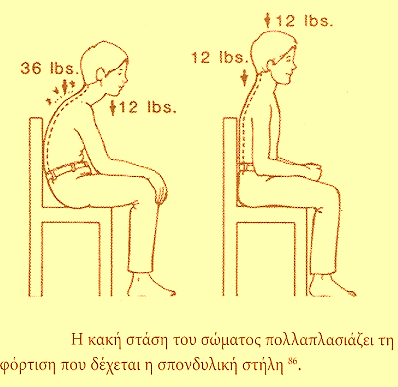 12 lbs.
36 lbs.
12 lbs.
12 lbs.
Η κακή στάση του σώματος πολλαπλασιάζει τη
φόρτιση που δέχεται η σπονδυλική στήλη 86.